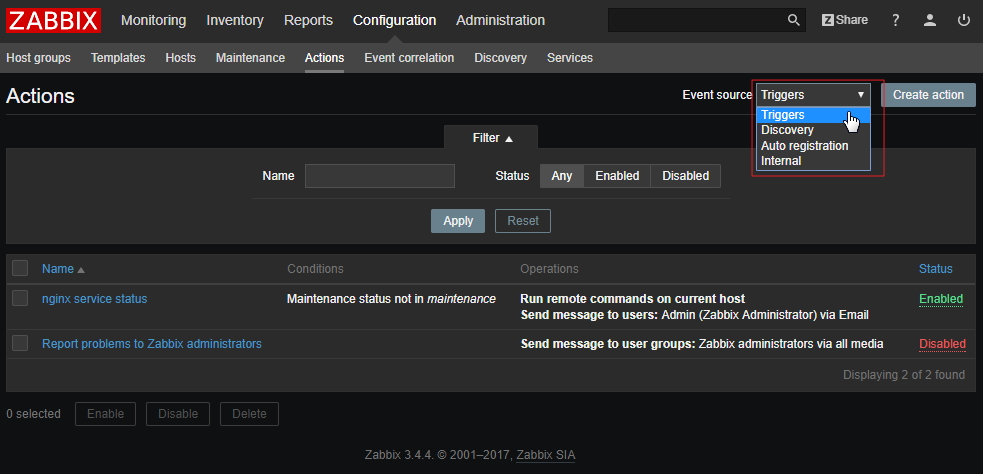 ZABBIX Monitoring Inventory Reports Configuration Administration Z Share ?
Host groups Templates Hosts Maintenance Actions Event correlation Discovery Services
Actions Event source Triggers ▼ Create action
Triggers
Discovery
Auto registration
Internal
Filter ▲
Name Status Any Enabled Disabled
Apply Reset
Name ▲ Conditions Operations Status
nginx service status Maintenance status not in maintenance Run remote commands on current host Enabled
Send message to users: Admin (Zabbix Administrator) via Email
Report problems to Zabbix administrators Send message to user groups: Zabbix administrators via all media Disabled
Displaying 2 of 2 found
0 selected Enable Disable Delete
Zabbix 3.4.4. © 2001–2017, Zabbix SIA